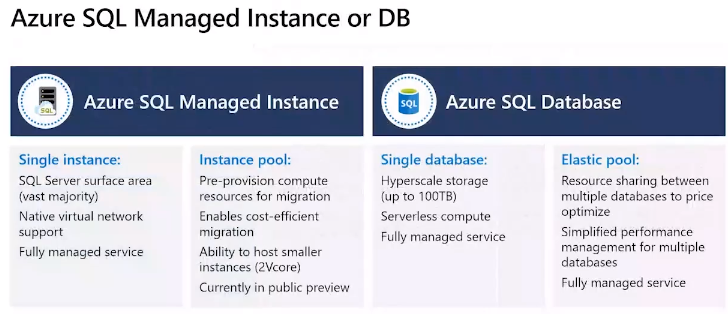 Azure SQL Managed Instance or DB
SQL
Azure SQL Managed Instance
SQL
Azure SQL Database
Single instance:
SQL Server surface area
(vast majority)
Native virtual network
support
Fully managed service
Instance pool:
Pre-provision compute
resources for migration
Enables cost-efficient
migration
Ability to host smaller
instances (2Vcore)
Currently in public preview
Single database:
Hyperscale storage
(up to 100TB)
Serverless compute
Fully managed service
Elastic pool:
Resource sharing between
multiple databases to price
optimize
Simplified performance
management for multiple
databases
Fully managed service